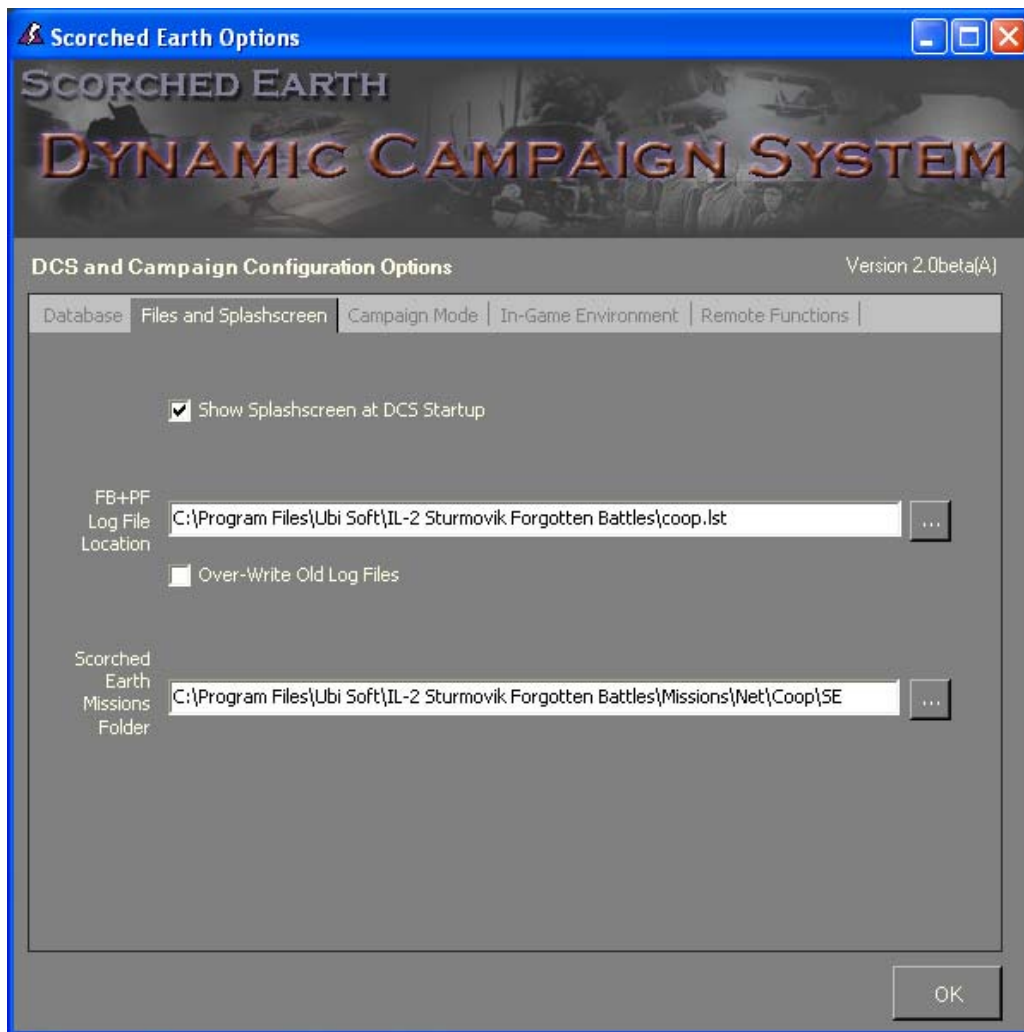 Scorched Earth Options
SCORCHED EARTH
DYNAMIC CAMPAIGN SYSTEM
DCS and Campaign Configuration Options
Version 2.0beta(A)
Database
Files and Splashscreen
Campaign Mode
In-Game Environment
Remote Functions
Show Splashscreen at DCS Startup
FB+PF
Log File
Location
C:\Program Files\Ubi Soft\IL-2 Sturmovik Forgotten Battles\coop.lst
...
Over-Write Old Log Files
Scorched
Earth
Missions
Folder
C:\Program Files\Ubi Soft\IL-2 Sturmovik Forgotten Battles\Missions\Net\Coop\SE
...
OK